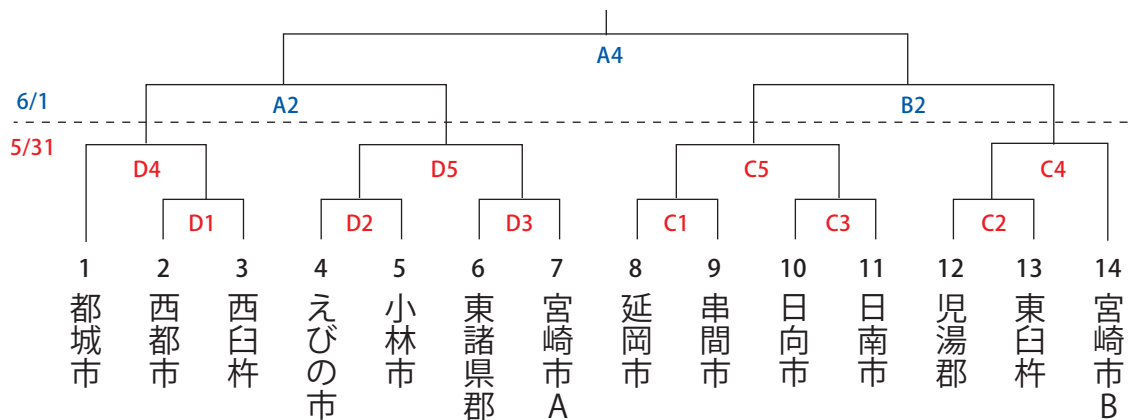 A4
6/1
A2
B2
5/31
D4
D5
C5
C4
D1
D2
D3
C1
C3
C2
1 2 3 4 5 6 7 8 9 10 11 12 13 14
都城市
西都市
西臼杵
えびの市
小林市
東諸県郡
宮崎市A
延岡市
串間市
日向市
日南市
児湯郡
東臼杵
宮崎市B